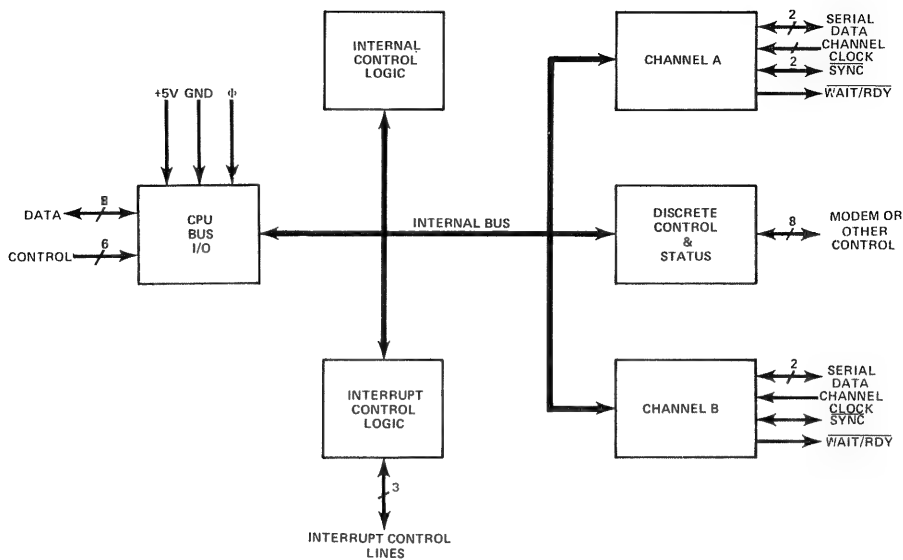 INTERNAL
CONTROL
LOGIC
+5V GND Φ
DATA
8
CONTROL
6
CPU
BUS
I/O
INTERNAL BUS
INTERRUPT
CONTROL
LOGIC
3
INTERRUPT CONTROL
LINES
CHANNEL A
2
SERIAL
DATA
CHANNEL
CLOCK
2
SYNC
WAIT/RDY
DISCRETE
CONTROL
&
STATUS
8
MODEM OR
OTHER
CONTROL
CHANNEL B
2
SERIAL
DATA
CHANNEL
CLOCK
SYNC
WAIT/RDY